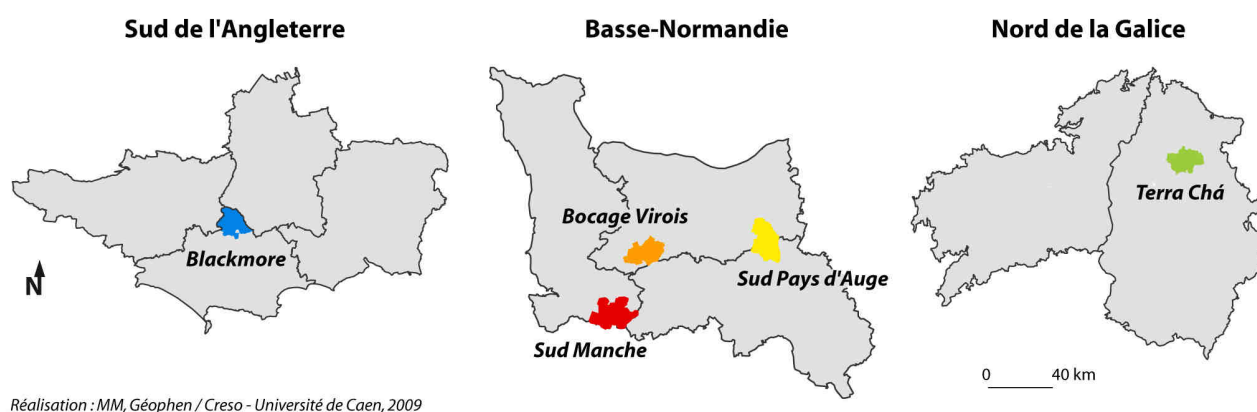 Sud de l'Angleterre
Basse-Normandie
Nord de la Galice
Blackmore
N
Bocage Virois
Sud Pays d'Auge
Sud Manche
Terra Chá
0 40 km
Réalisation : MM, Géophen / Creso - Université de Caen, 2009